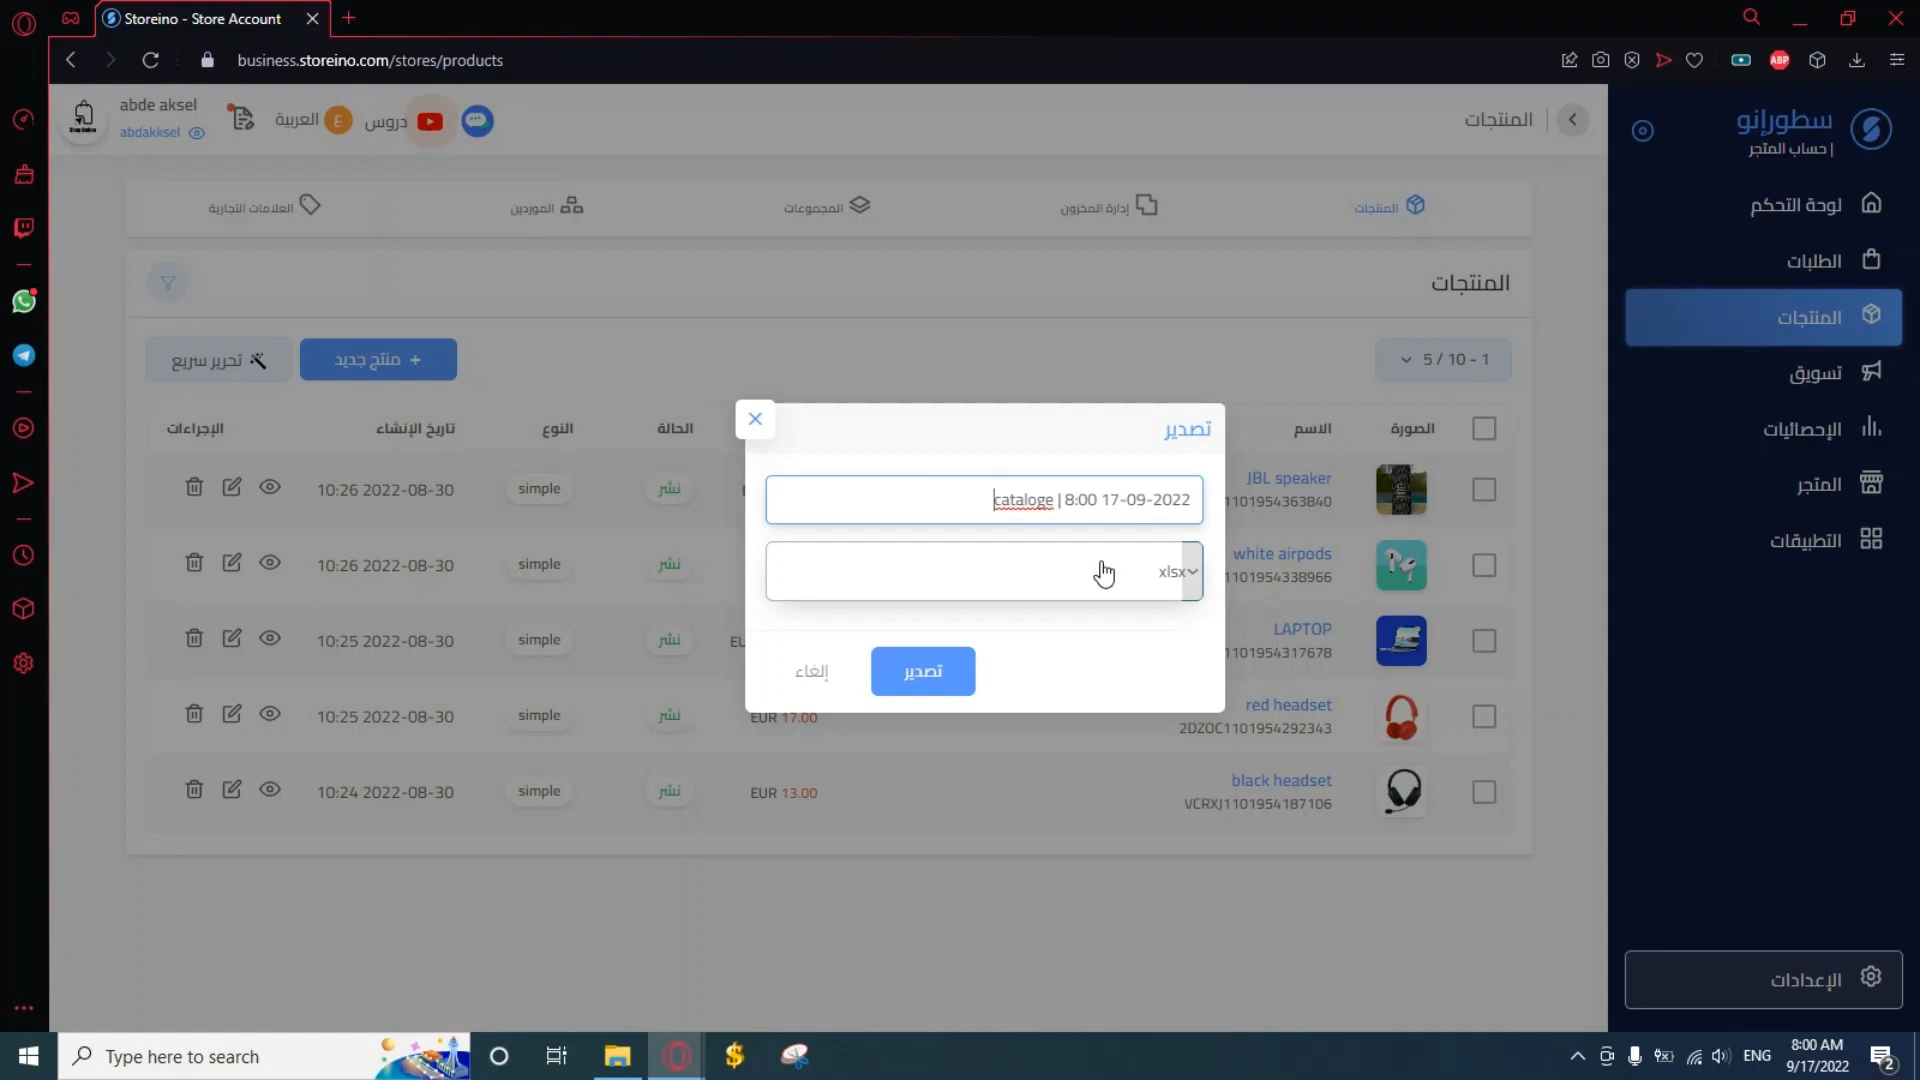 Storeino - Store Account
business.storeino.com/stores/products
ABP
abde aksel
abdakksel
العربية
ع
دروس
المنتجات
سطورإنو
| حساب المتجر
لوحة التحكم
الطلبات
المنتجات
تسويق
الإحصائيات
المتجر
التطبيقات
الإعدادات
المنتجات
إدارة المخزون
المجموعات
الموردين
العلامات التجارية
المنتجات
1 - 10 / 5
+ منتج جديد
تحرير سريع
الصورة
الاسم
الحالة
النوع
تاريخ الإنشاء
الإجراءات
JBL speaker
1101954363840
نشر
simple
10:26 2022-08-30
white airpods
1101954338966
نشر
simple
10:26 2022-08-30
LAPTOP
1101954317678
نشر
simple
10:25 2022-08-30
red headset
2DZOC1101954292343
EUR 17.00
نشر
simple
10:25 2022-08-30
black headset
VCRXJ1101954187106
EUR 13.00
نشر
simple
10:24 2022-08-30
تصدير
cataloge | 8:00 17-09-2022
xlsx
تصدير
إلغاء
Type here to search
ENG
8:00 AM
9/17/2022
2